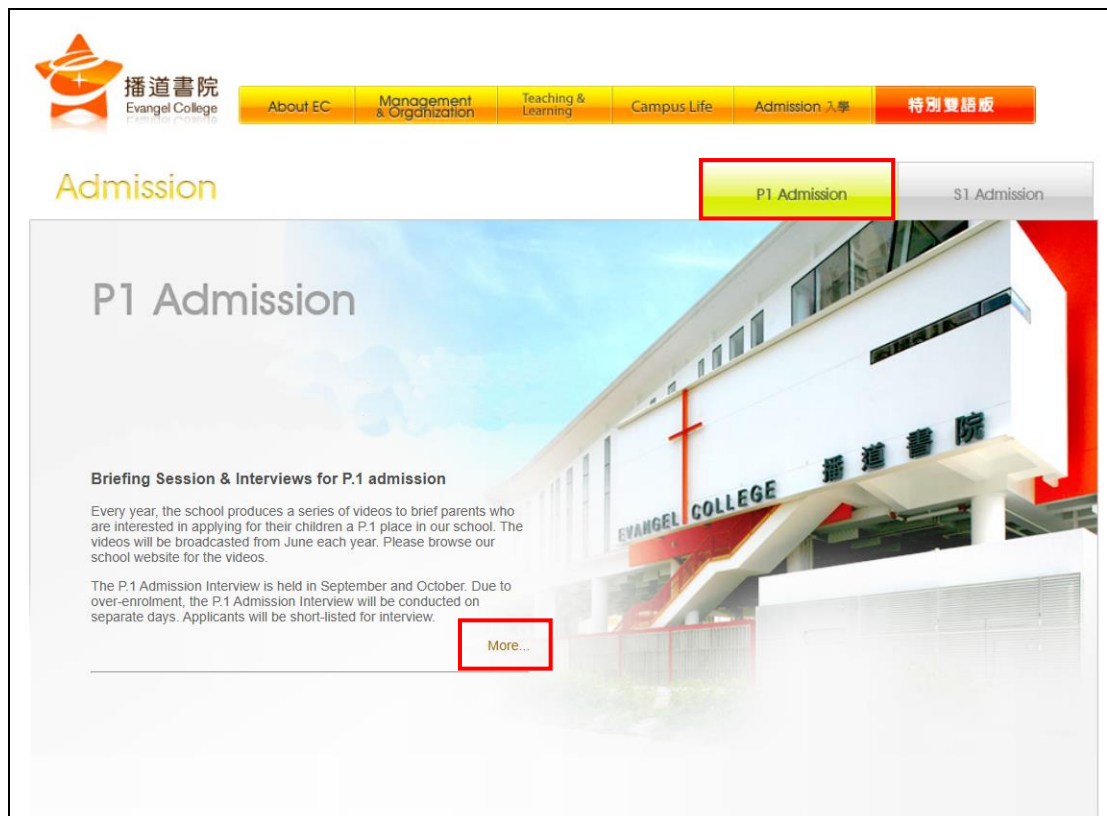 播道書院
Evangel College
About EC
Management
& Organization
Teaching &
Learning
Campus Life
Admission 入學
特別雙語版
Admission
P1 Admission
S1 Admission
P1 Admission
Briefing Session & Interviews for P.1 admission
Every year, the school produces a series of videos to brief parents who
are interested in applying for their children a P.1 place in our school. The
videos will be broadcasted from June each year. Please browse our
school website for the videos.
The P.1 Admission Interview is held in September and October. Due to
over-enrolment, the P.1 Admission Interview will be conducted on
separate days. Applicants will be short-listed for interview.
More...
EVANGEL COLLEGE 播道書院